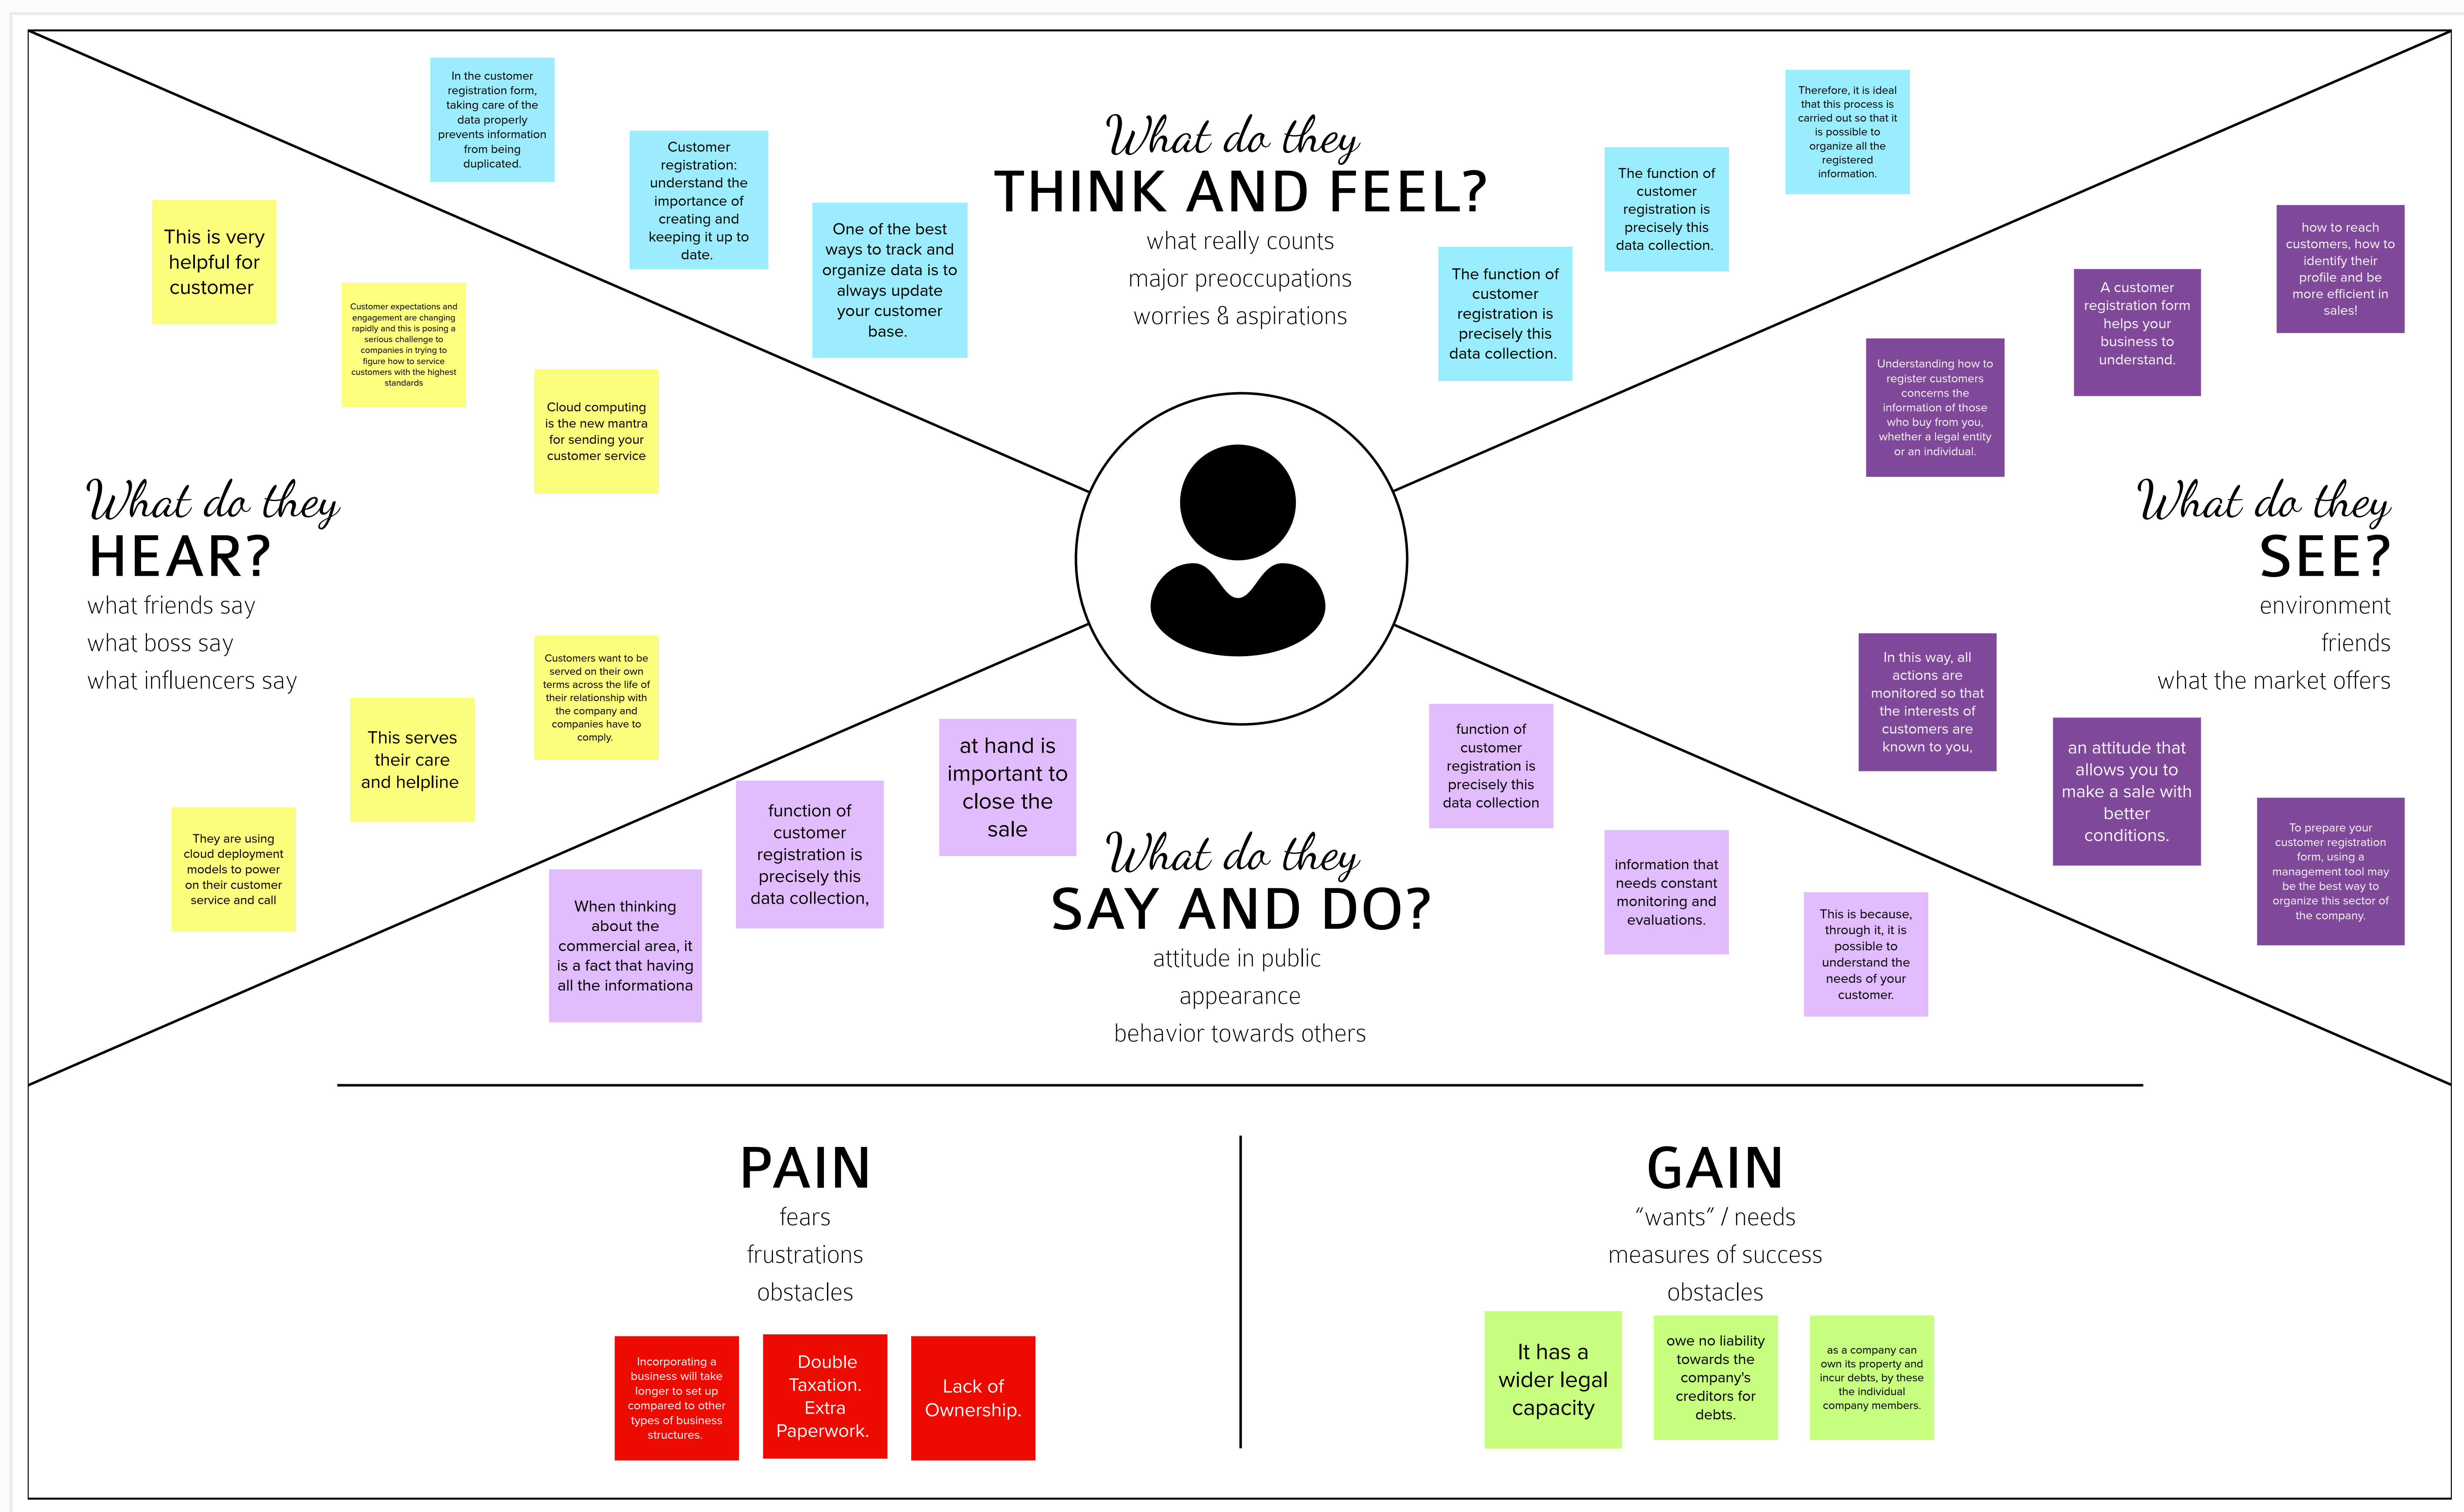 In the customer
registration form,
taking care of the
data properly
prevents information
from being
duplicated.
Customer
registration:
understand the
importance of
creating and
keeping it up to
date.
One of the best
ways to track and
organize data is to
always update
your customer
base.
What do they
THINK AND FEEL?
what really counts
major preoccupations
worries & aspirations
The function of
customer
registration is
precisely this
data collection.
The function of
customer
registration is
precisely this
data collection.
Therefore, it is ideal
that this process is
carried out so that it
is possible to
organize all the
registered
information.
This is very
helpful for
customer
Customer expectations and
engagement are changing
rapidly and this is posing a
serious challenge to
companies in trying to
figure how to service
customers with the highest
standards
Cloud computing
is the new mantra
for sending your
customer service
What do they
HEAR?
what friends say
what boss say
what influencers say
Customers want to be
served on their own
terms across the life of
their relationship with
the company and
companies have to
comply.
This serves
their care
and helpline
They are using
cloud deployment
models to power
on their customer
service and call
how to reach
customers, how to
identify their
profile and be
more efficient in
sales!
A customer
registration form
helps your
business to
understand.
Understanding how to
register customers
concerns the
information of those
who buy from you,
whether a legal entity
or an individual.
What do they
SEE?
environment
friends
what the market offers
In this way, all
actions are
monitored so that
the interests of
customers are
known to you,
an attitude that
allows you to
make a sale with
better
conditions.
To prepare your
customer registration
form, using a
management tool may
be the best way to
organize this sector of
the company.
When thinking
about the
commercial area, it
is a fact that having
all the informationa
function of
customer
registration is
precisely this
data collection,
at hand is
important to
close the
sale
What do they
SAY AND DO?
attitude in public
appearance
behavior towards others
function of
customer
registration is
precisely this
data collection
information that
needs constant
monitoring and
evaluations.
This is because,
through it, it is
possible to
understand the
needs of your
customer.
PAIN
fears
frustrations
obstacles
Incorporating a
business will take
longer to set up
compared to other
types of business
structures.
Double
Taxation.
Extra
Paperwork.
Lack of
Ownership.
GAIN
“wants” / needs
measures of success
obstacles
It has a
wider legal
capacity
owe no liability
towards the
company's
creditors for
debts.
as a company can
own its property and
incur debts, by these
the individual
company members.